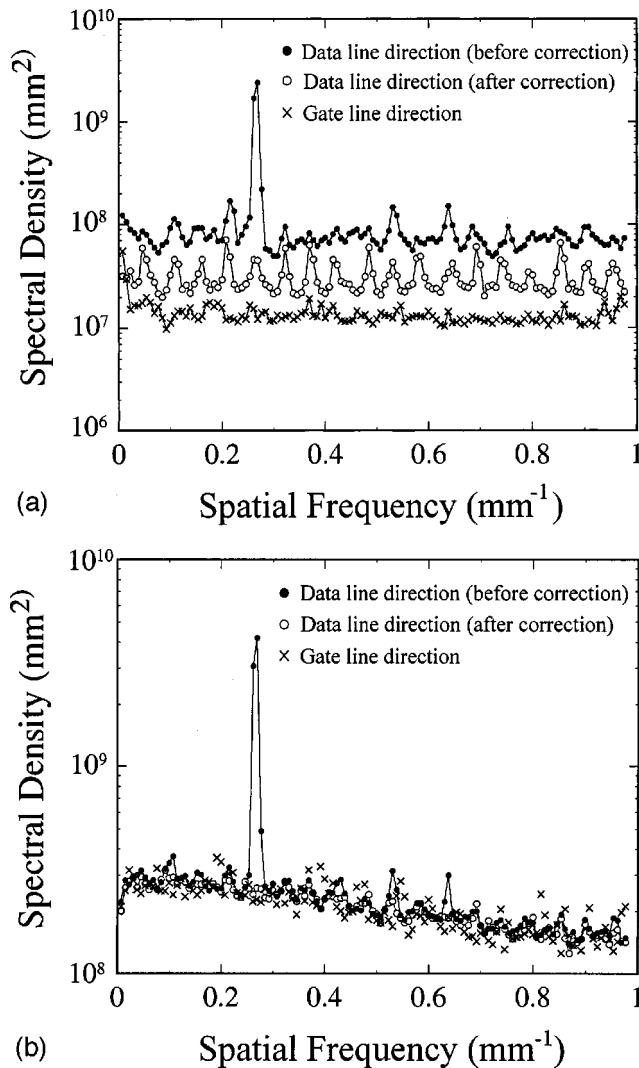 10¹⁰
● Data line direction (before correction)
○ Data line direction (after correction)
× Gate line direction
10⁹
10⁸
10⁷
10⁶
Spectral Density (mm²)
0 0.2 0.4 0.6 0.8 1
(a) Spatial Frequency (mm⁻¹)
10¹⁰
● Data line direction (before correction)
○ Data line direction (after correction)
× Gate line direction
10⁹
10⁸
Spectral Density (mm²)
0 0.2 0.4 0.6 0.8 1
(b) Spatial Frequency (mm⁻¹)